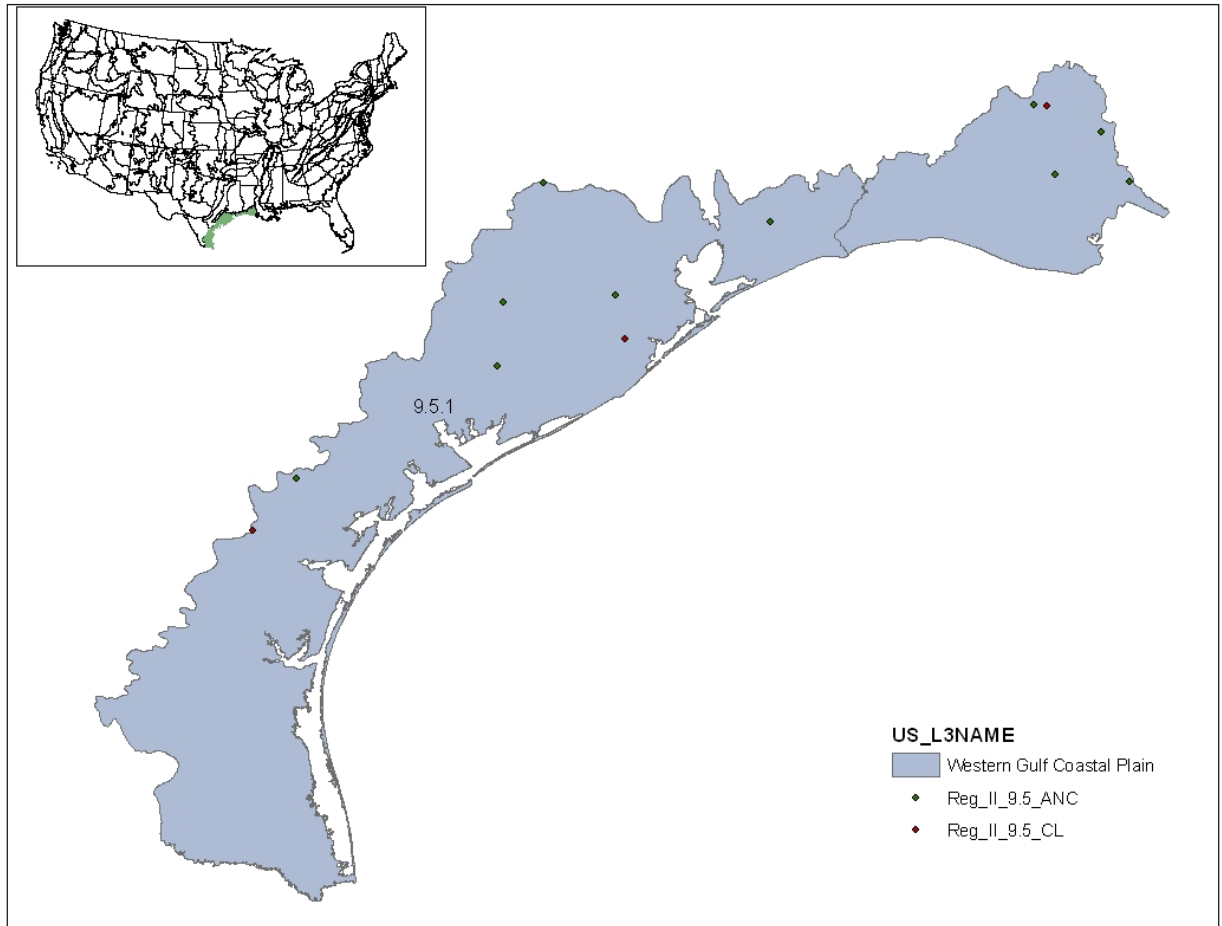 9.5.1
US_L3NAME
Western Gulf Coastal Plain
Reg_II_9.5_ANC
Reg_II_9.5_CL